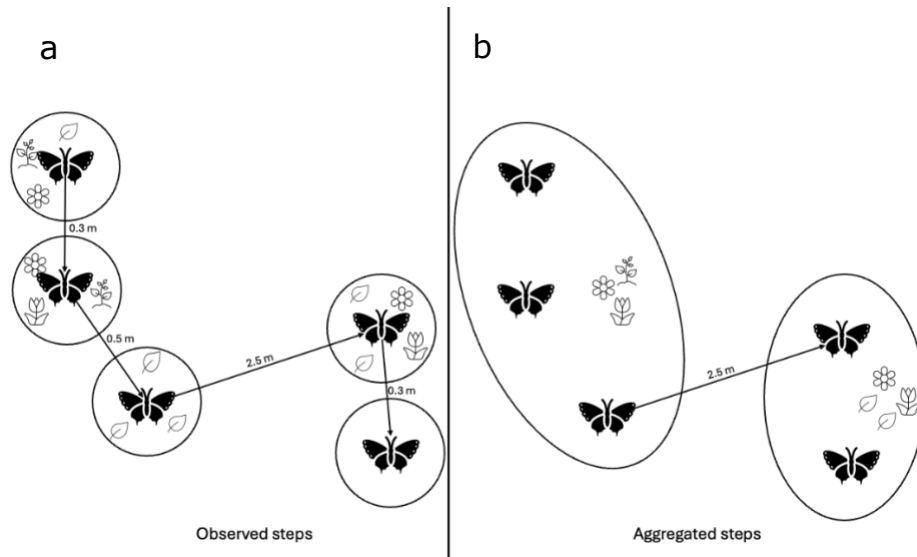 a
b
0.3 m
0.5 m
2.5 m
0.3 m
2.5 m
Observed steps
Aggregated steps